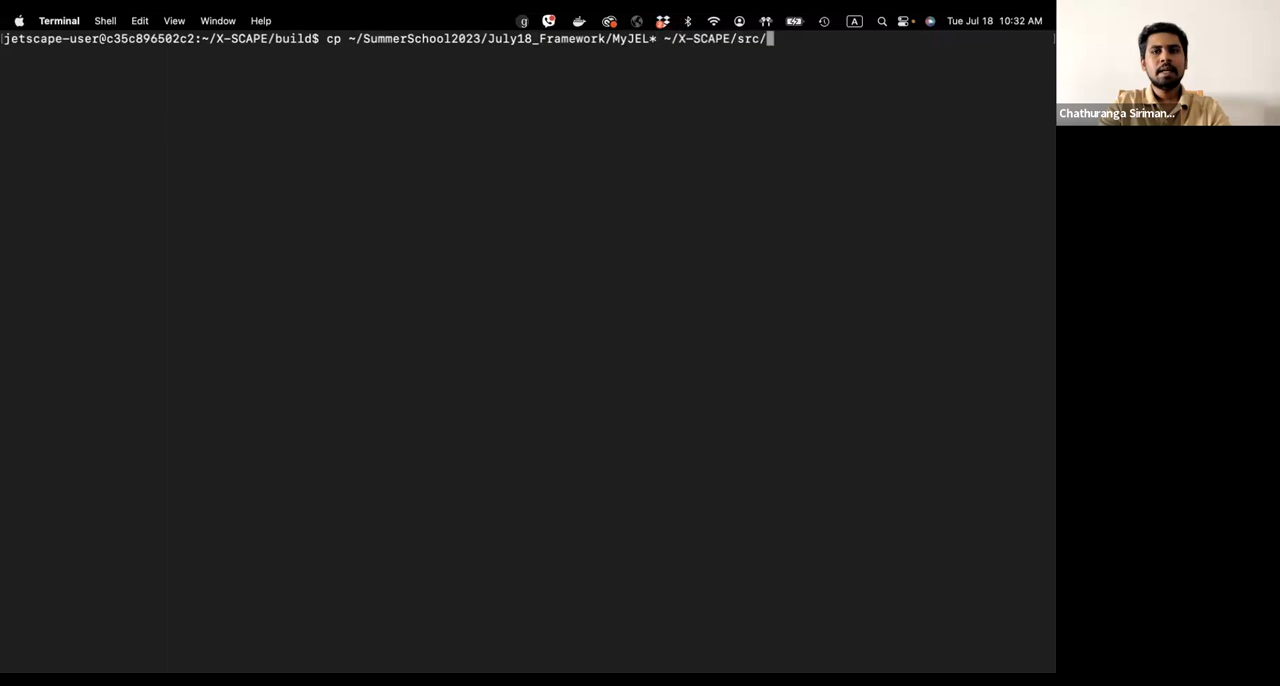 Terminal Shell Edit View Window Help g A Tue Jul 18 10:32 AM
jetscape-user@c35c896502c2:~/X-SCAPE/build$ cp ~/SummerSchool2023/July18_Framework/MyJEL* ~/X-SCAPE/src/
Chathuranga Siriman...